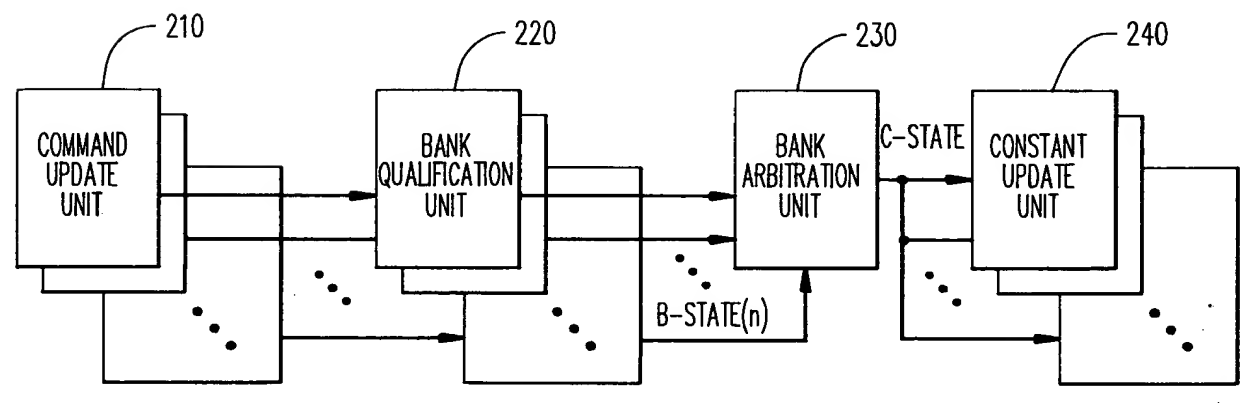 210
220
230
240
COMMAND
UPDATE
UNIT
BANK
QUALIFICATION
UNIT
BANK
ARBITRATION
UNIT
C-STATE
CONSTANT
UPDATE
UNIT
B-STATE(n)